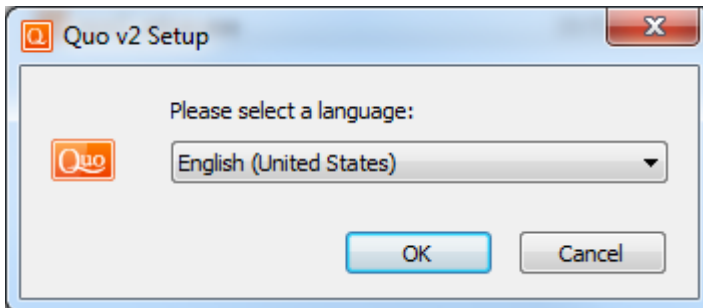 Quo v2 Setup
Please select a language:
Quo
English (United States)
OK
Cancel